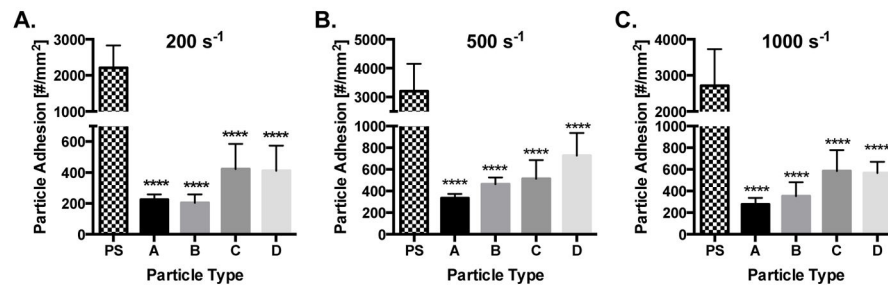 A.
200 s-1
Particle Adhesion [#/mm2]
3000
2000
1000
600
400
200
0
****
****
****
****
PS
A
B
C
D
Particle Type
B.
500 s-1
Particle Adhesion [#/mm2]
5000
4000
3000
2000
1000
800
600
400
200
0
****
****
****
****
PS
A
B
C
D
Particle Type
C.
1000 s-1
Particle Adhesion [#/mm2]
4000
3000
2000
1000
800
600
400
200
0
****
****
****
****
PS
A
B
C
D
Particle Type